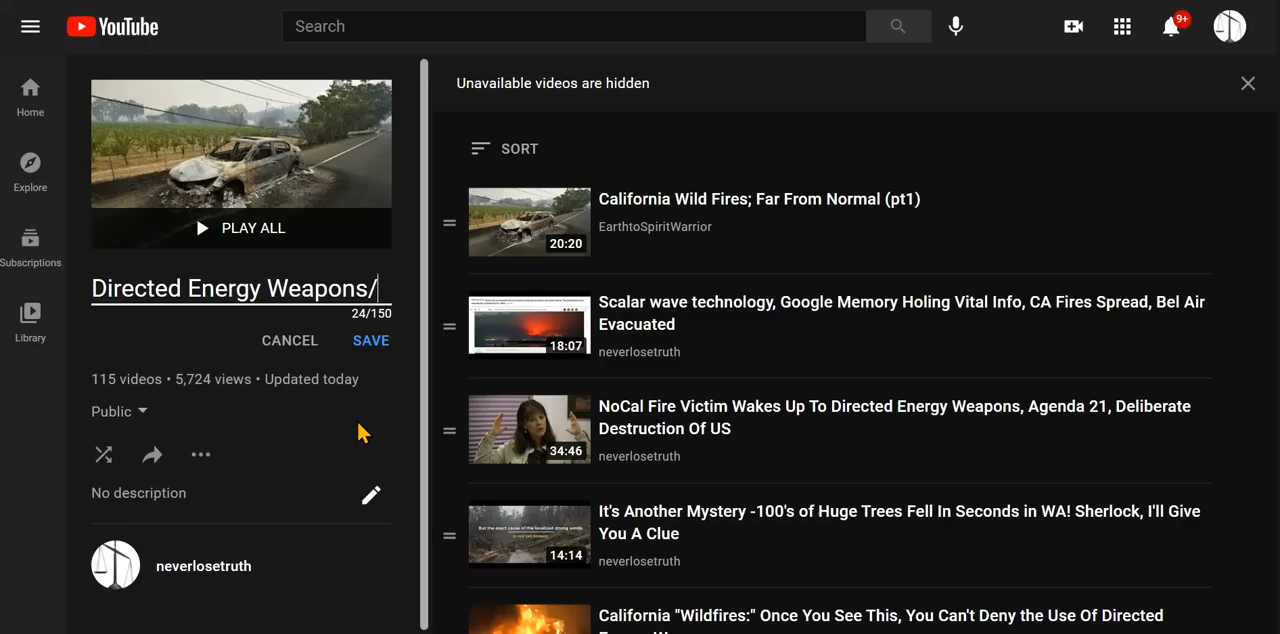 YouTube
Search
9+
Home
Explore
Subscriptions
Library
PLAY ALL
Directed Energy Weapons/
24/150
CANCEL SAVE
115 videos • 5,724 views • Updated today
Public
No description
neverlosetruth
Unavailable videos are hidden
SORT
20:20
California Wild Fires; Far From Normal (pt1)
EarthtoSpiritWarrior
18:07
Scalar wave technology, Google Memory Holing Vital Info, CA Fires Spread, Bel Air
Evacuated
neverlosetruth
34:46
NoCal Fire Victim Wakes Up To Directed Energy Weapons, Agenda 21, Deliberate
Destruction Of US
neverlosetruth
14:14
It's Another Mystery -100's of Huge Trees Fell In Seconds in WA! Sherlock, I'll Give
You A Clue
neverlosetruth
California "Wildfires:" Once You See This, You Can't Deny the Use Of Directed